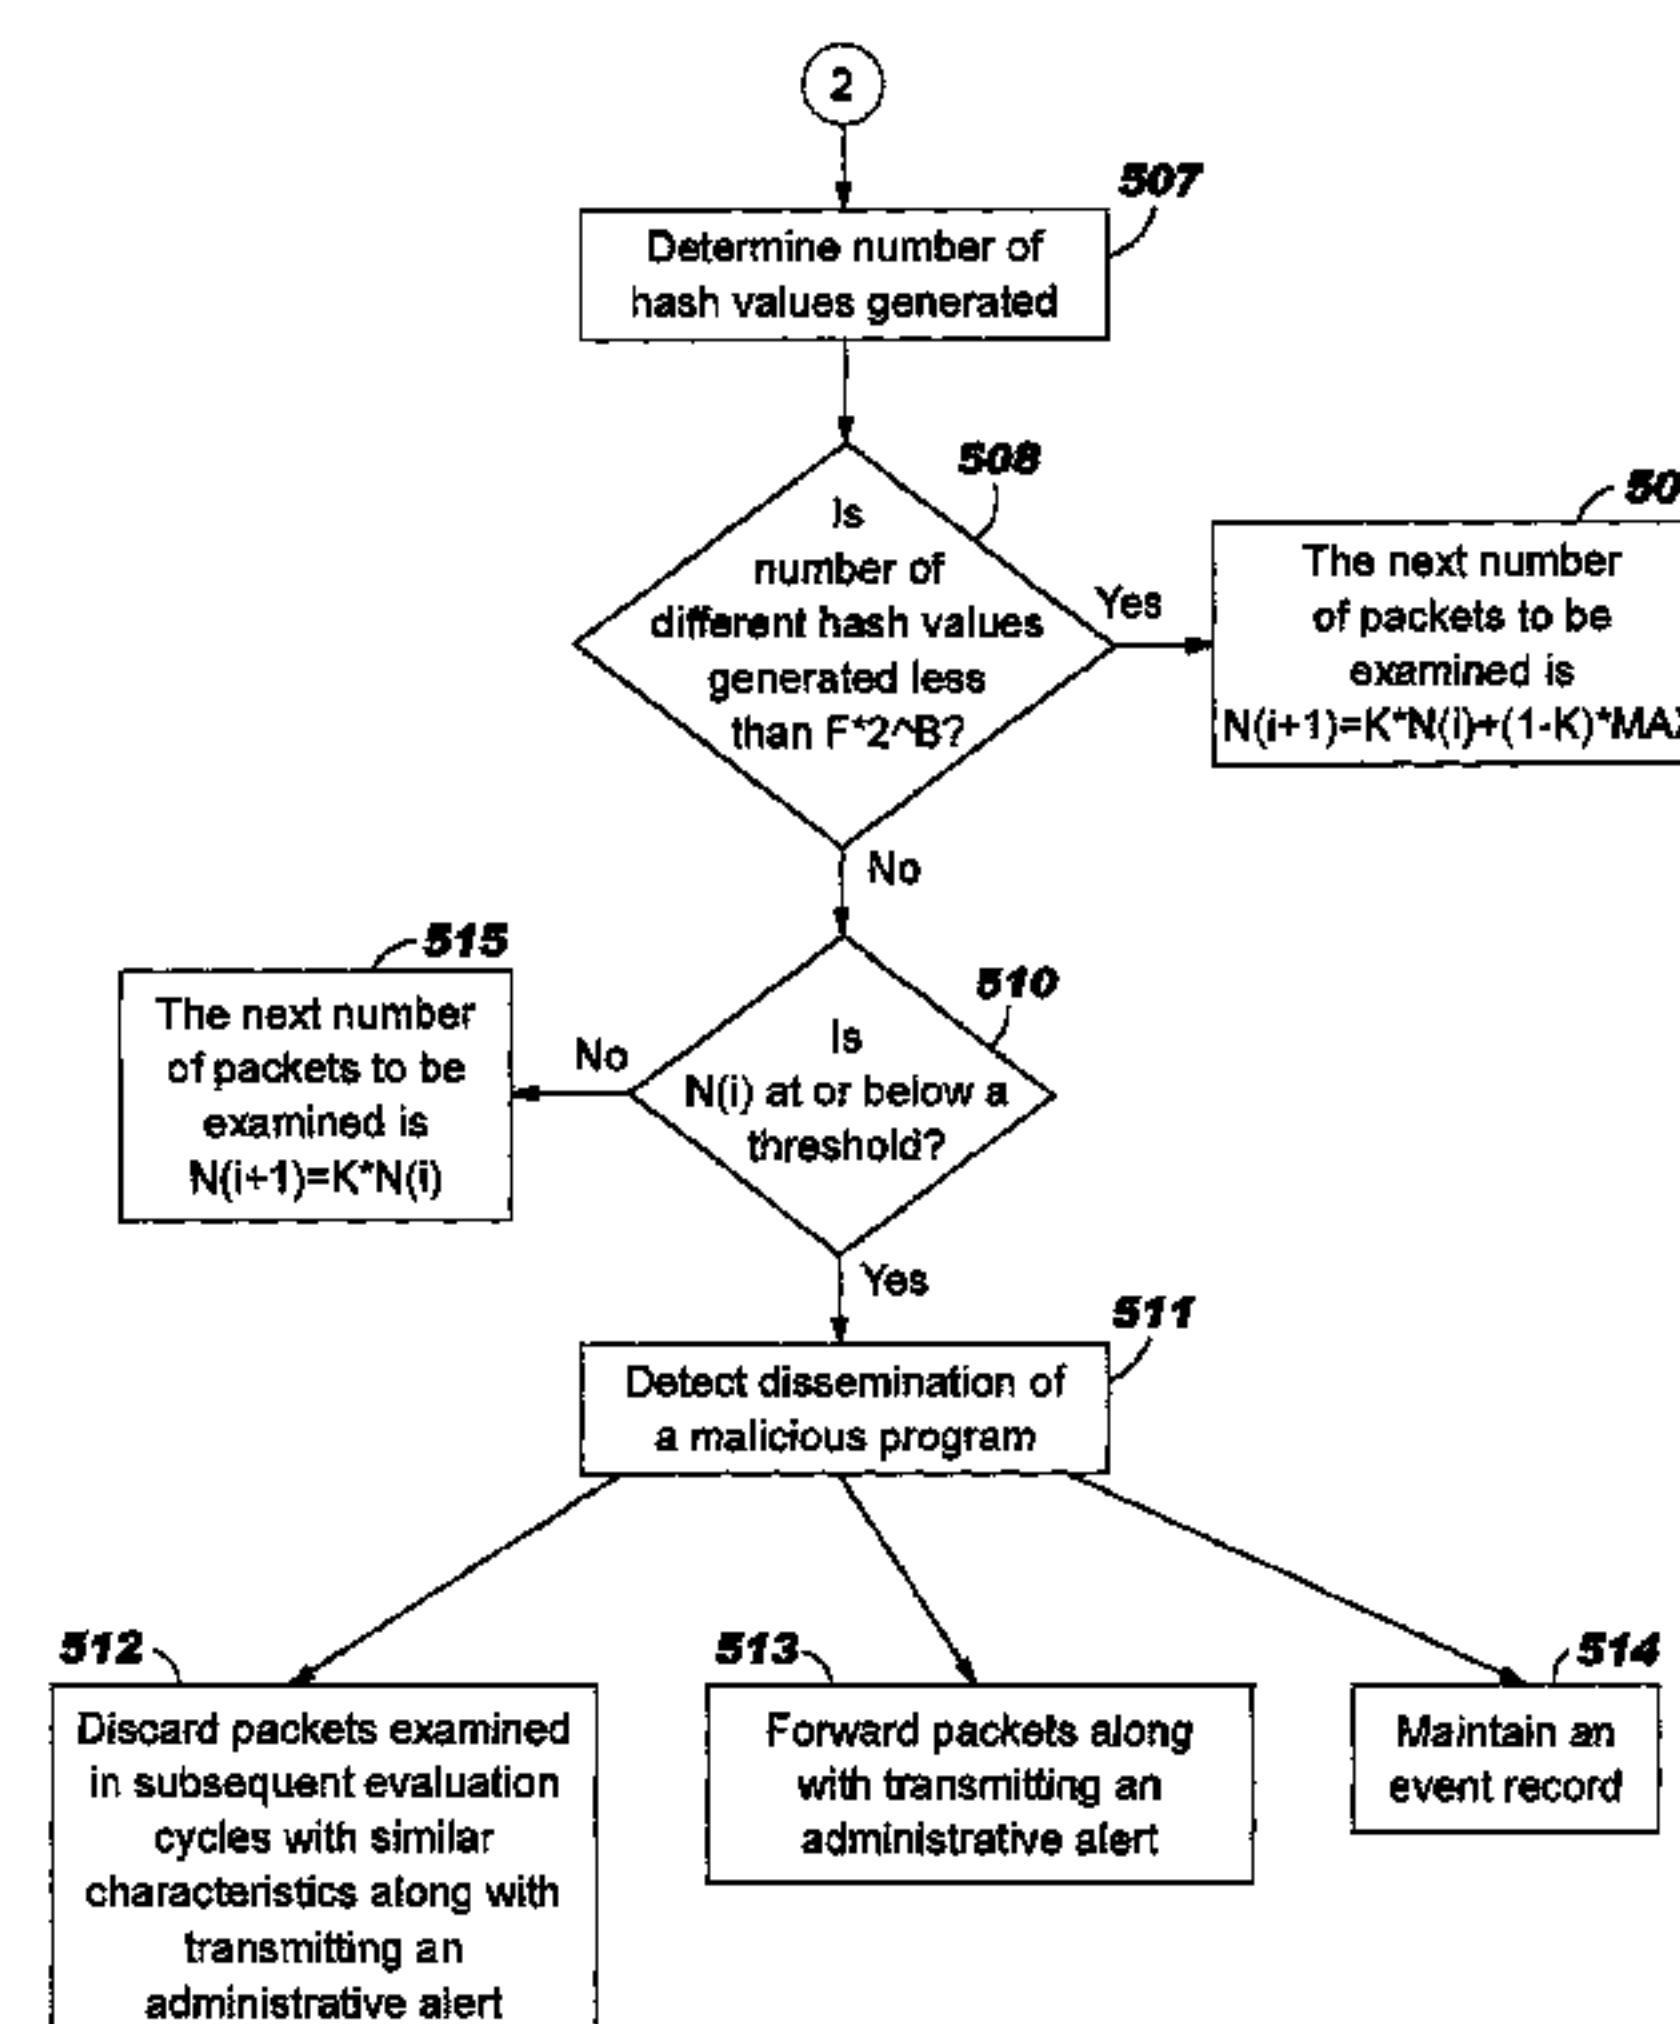 2
507
Determine number of
hash values generated
508
Is
number of
different hash values
generated less
than F*2^B?
Yes
50
The next number
of packets to be
examined is
N(i+1)=K*N(i)+(1-K)*MAX
No
515
The next number
of packets to be
examined is
N(i+1)=K*N(i)
No
510
Is
N(i) at or below a
threshold?
Yes
511
Detect dissemination of
a malicious program
512
Discard packets examined
in subsequent evaluation
cycles with similar
characteristics along with
transmitting an
administrative alert
513
Forward packets along
with transmitting an
administrative alert
514
Maintain an
event record